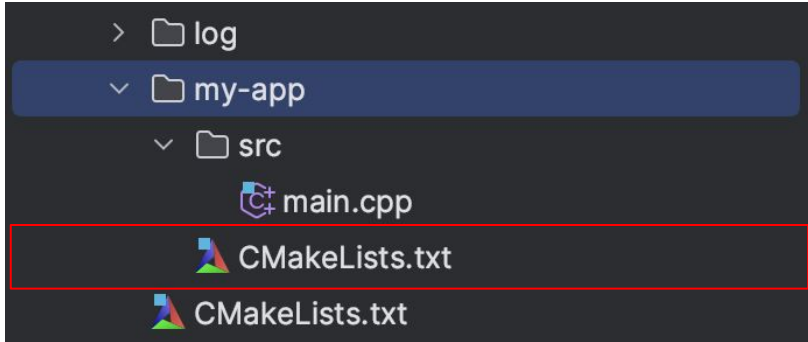 log
my-app
src
main.cpp
CMakeLists.txt
CMakeLists.txt